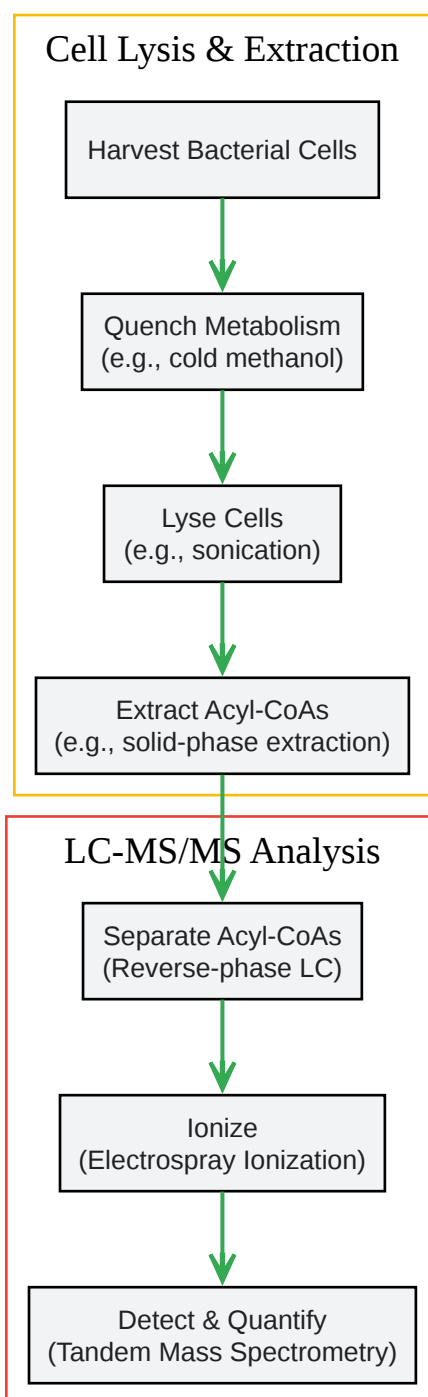 Cell Lysis & Extraction
Harvest Bacterial Cells
Quench Metabolism
(e.g., cold methanol)
Lyse Cells
(e.g., sonication)
Extract Acyl-CoAs
(e.g., solid-phase extraction)
LC-MS/MS Analysis
Separate Acyl-CoAs
(Reverse-phase LC)
Ionize
(Electrospray Ionization)
Detect & Quantify
(Tandem Mass Spectrometry)